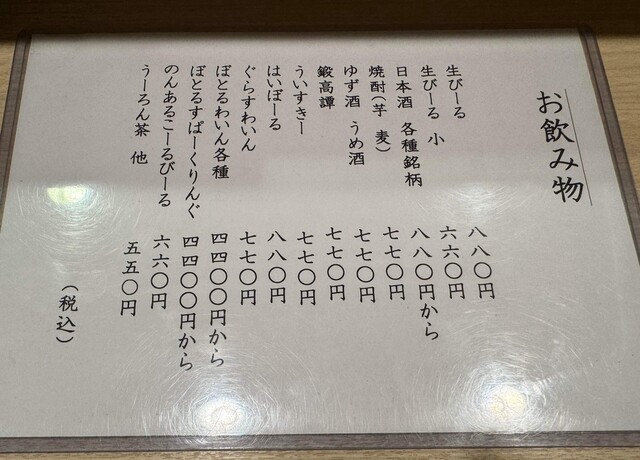 お飲み物
生びーる 八八〇円
生びーる 小 六六〇円
日本酒 各種銘柄 八八〇円から
焼酎(芋 麦) 七七〇円
ゆず酒 うめ酒 七七〇円
鍛高譚 七七〇円
ういすきー 七七〇円
はいぼーる 八八〇円
ぐらすわいん 七七〇円
ぼとるわいん各種 四四〇〇円から
ぼとるすぱーくりんぐ 四四〇〇円から
のんあるこーるびーる 六六〇円
うーろん茶 他 五五〇円
(税込)